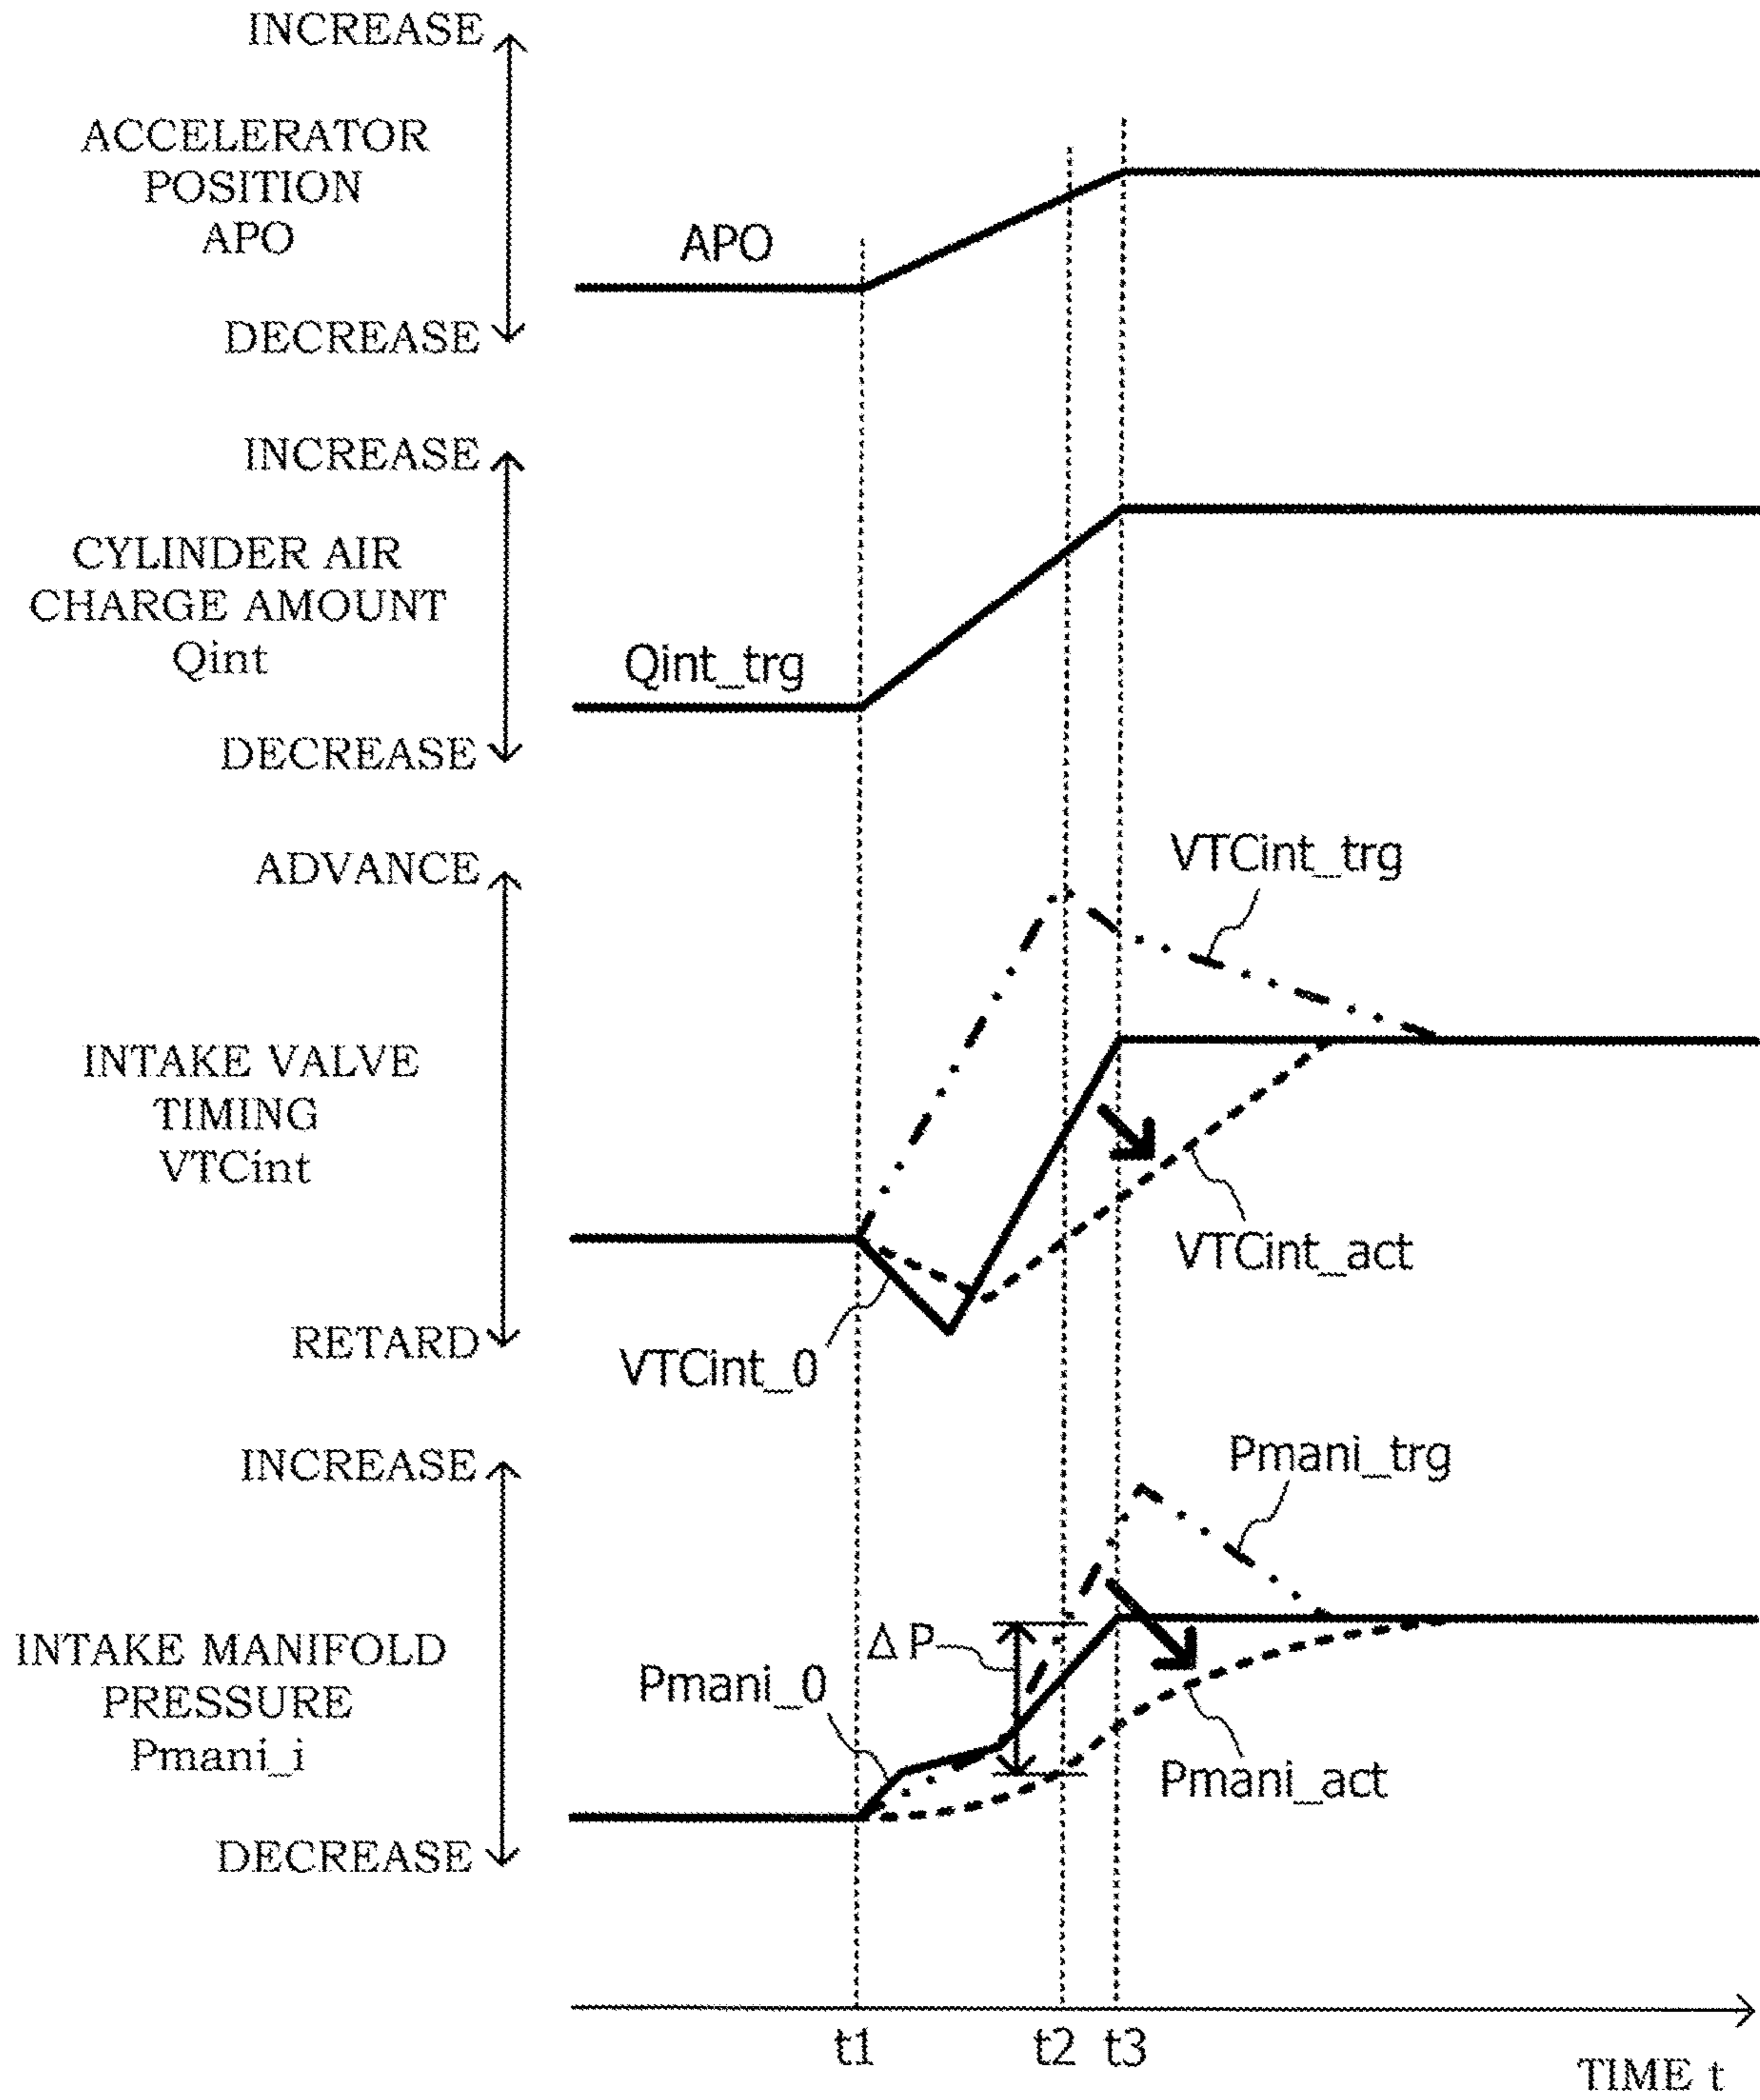 INCREASE
ACCELERATOR
POSITION
APO
APO
DECREASE
INCREASE
CYLINDER AIR
CHARGE AMOUNT
Qint
Qint_trg
DECREASE
ADVANCE
VTCint_trg
INTAKE VALVE
TIMING
VTCint
VTCint_act
RETARD
VTCint_0
INCREASE
Pmani_trg
INTAKE MANIFOLD
PRESSURE
Pmani_i
ΔP
Pmani_0
Pmani_act
DECREASE
t1 t2 t3
TIME t